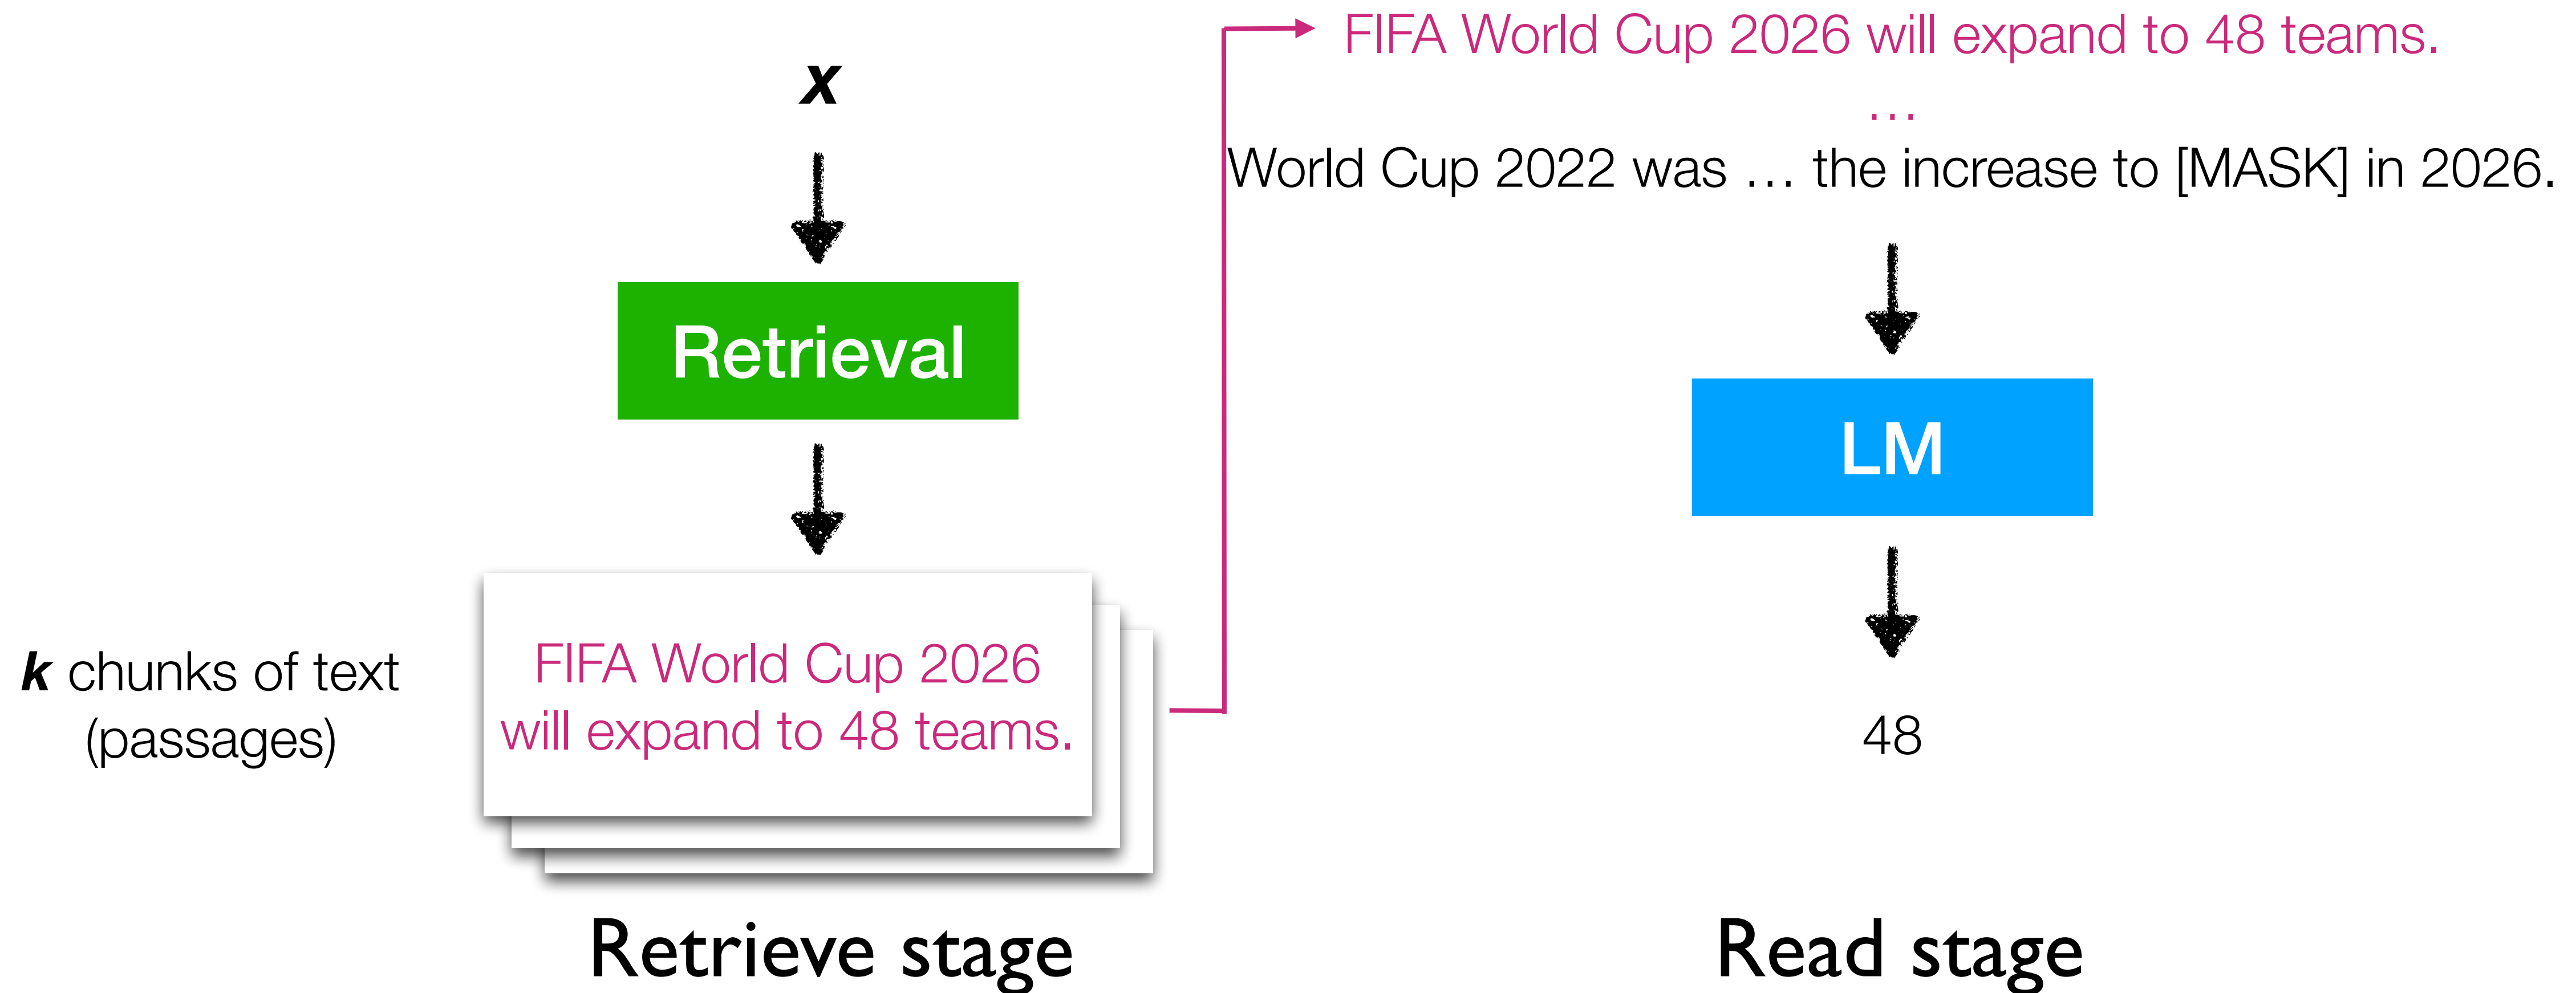 x
Retrieval
k chunks of text
(passages)
FIFA World Cup 2026
will expand to 48 teams.
Retrieve stage
FIFA World Cup 2026 will expand to 48 teams.
…
World Cup 2022 was … the increase to [MASK] in 2026.
LM
48
Read stage